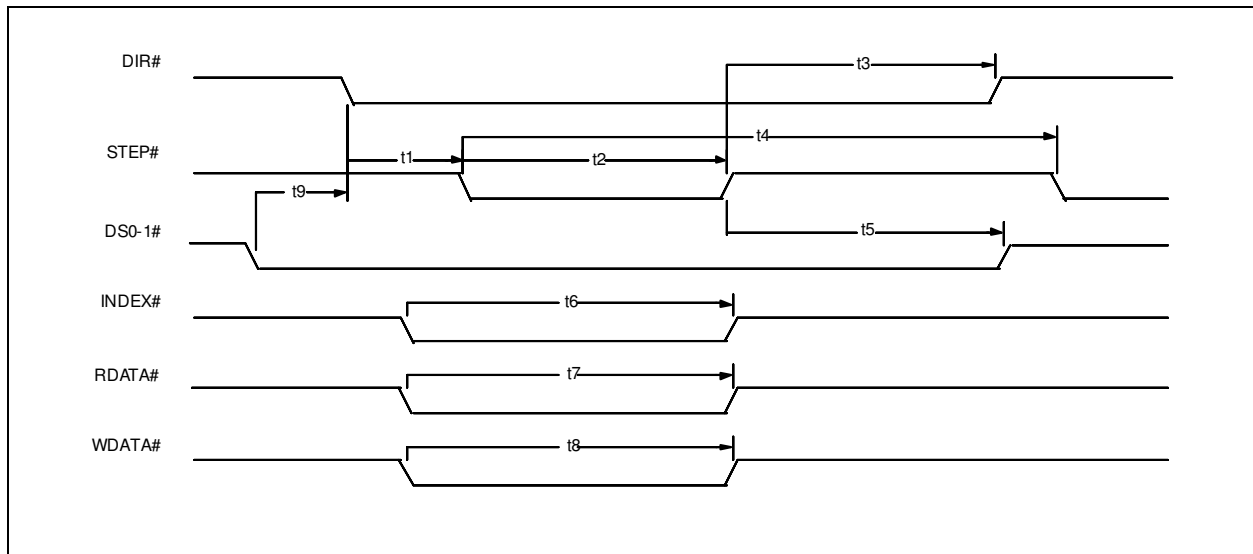 DIR#
t3
t4
STEP#
t1
t2
t9
DS0-1#
t5
INDEX#
t6
RDATA#
t7
WDATA#
t8